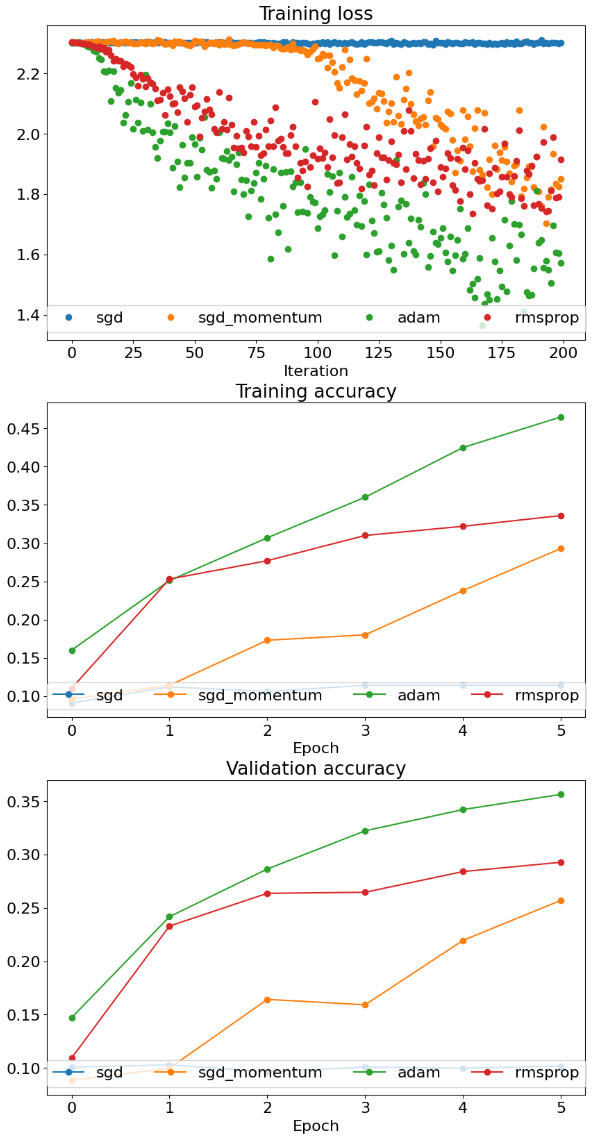 Training loss
2.2
2.0
1.8
1.6
1.4
sgd sgd_momentum adam rmsprop
0 25 50 75 100 125 150 175 200
Iteration
Training accuracy
0.45
0.40
0.35
0.30
0.25
0.20
0.15
0.10
sgd sgd_momentum adam rmsprop
0 1 2 3 4 5
Epoch
Validation accuracy
0.35
0.30
0.25
0.20
0.15
0.10
sgd sgd_momentum adam rmsprop
0 1 2 3 4 5
Epoch